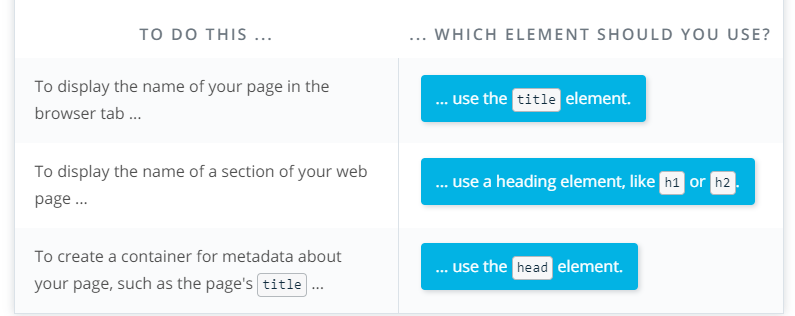 TO DO THIS ...
... WHICH ELEMENT SHOULD YOU USE?
To display the name of your page in the
browser tab ...
... use the title element.
To display the name of a section of your web
page ...
... use a heading element, like h1 or h2.
To create a container for metadata about
your page, such as the page's title ...
... use the head element.